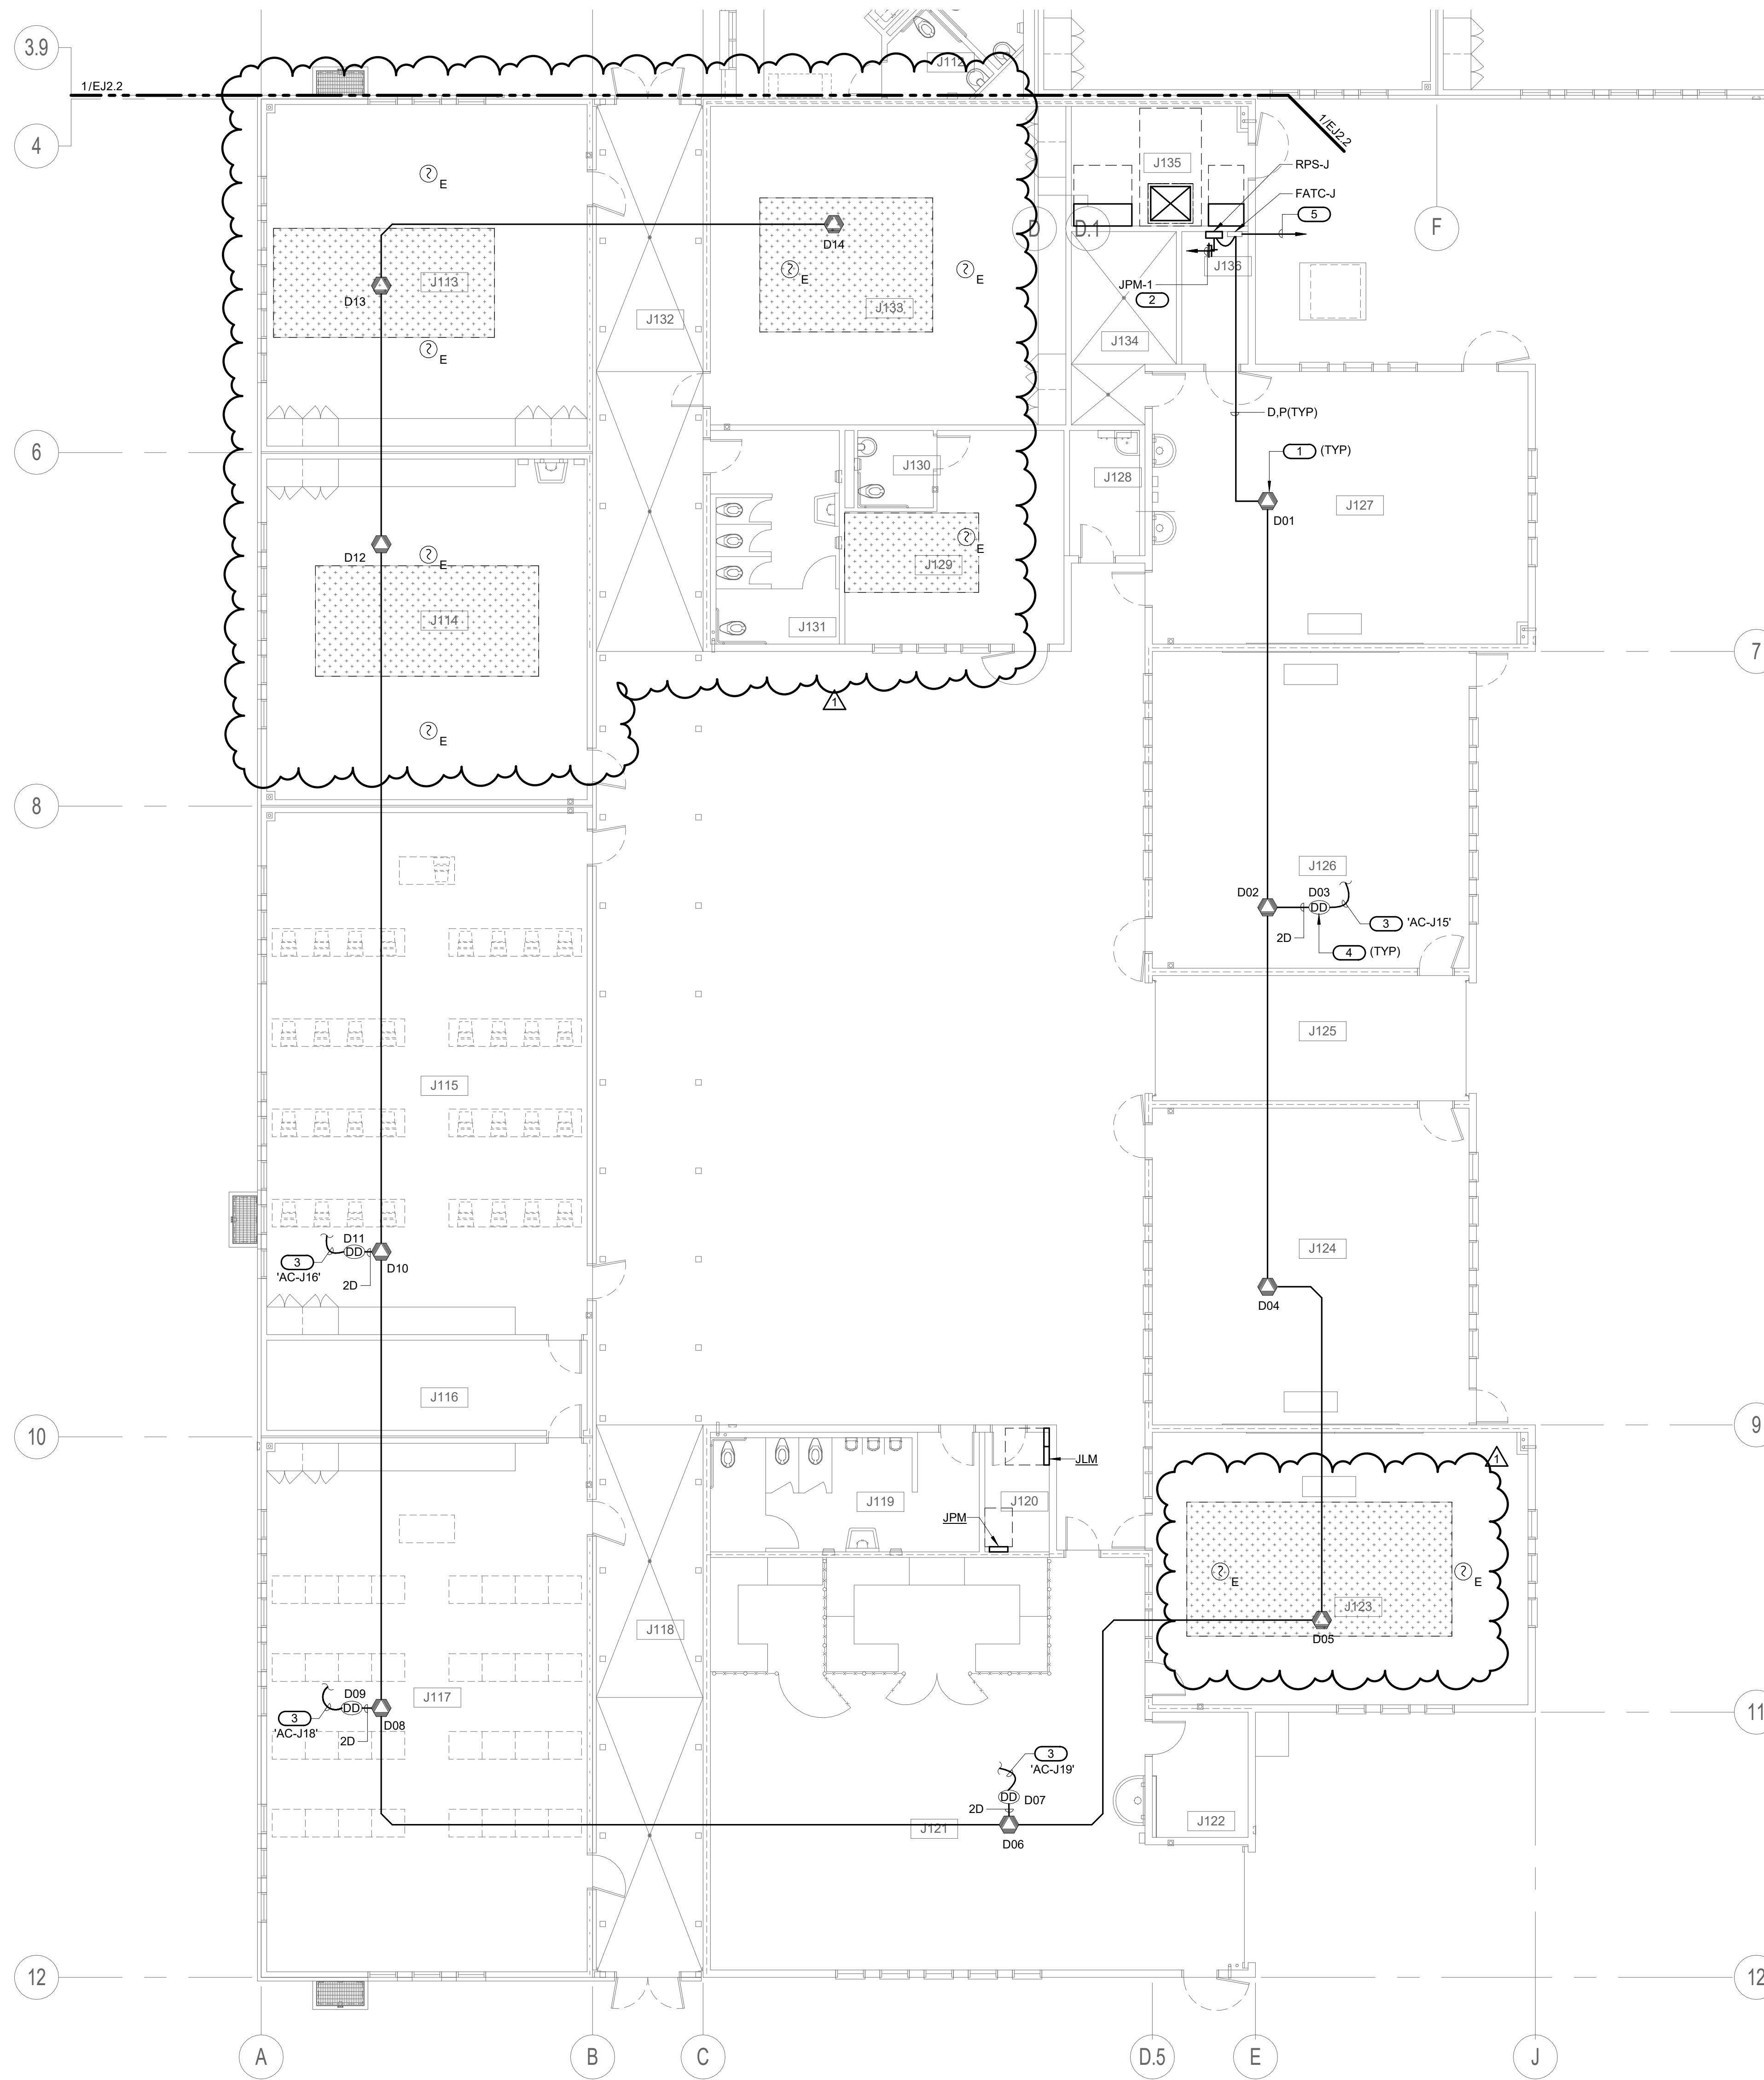 3.9
1/EJ2.2
J112
4
1/EJ2.2
J135
RPS-J
FATC-J
5
E
D
D.1
F
D14
J136
J113
E
E
JPM-1
2
D13
J133
J132
J134
E
D,P(TYP)
6
1 (TYP)
J130
J128
J127
D01
D12
E
E
J129
J114
J131
7
1
E
8
J126
D02
D03
3 'AC-J15'
2D
4 (TYP)
J125
J115
D11
J124
3
D10
'AC-J16'
2D
D04
J116
10
9
JLM
1
J119
J120
JPM
E
E
J123
J118
D05
D09
J117
3
D08
11
'AC-J18'
2D
3
'AC-J19'
DD
D07
2D
J121
J122
D06
12
12
A
B
C
D.5
E
J
DD
DD
DD